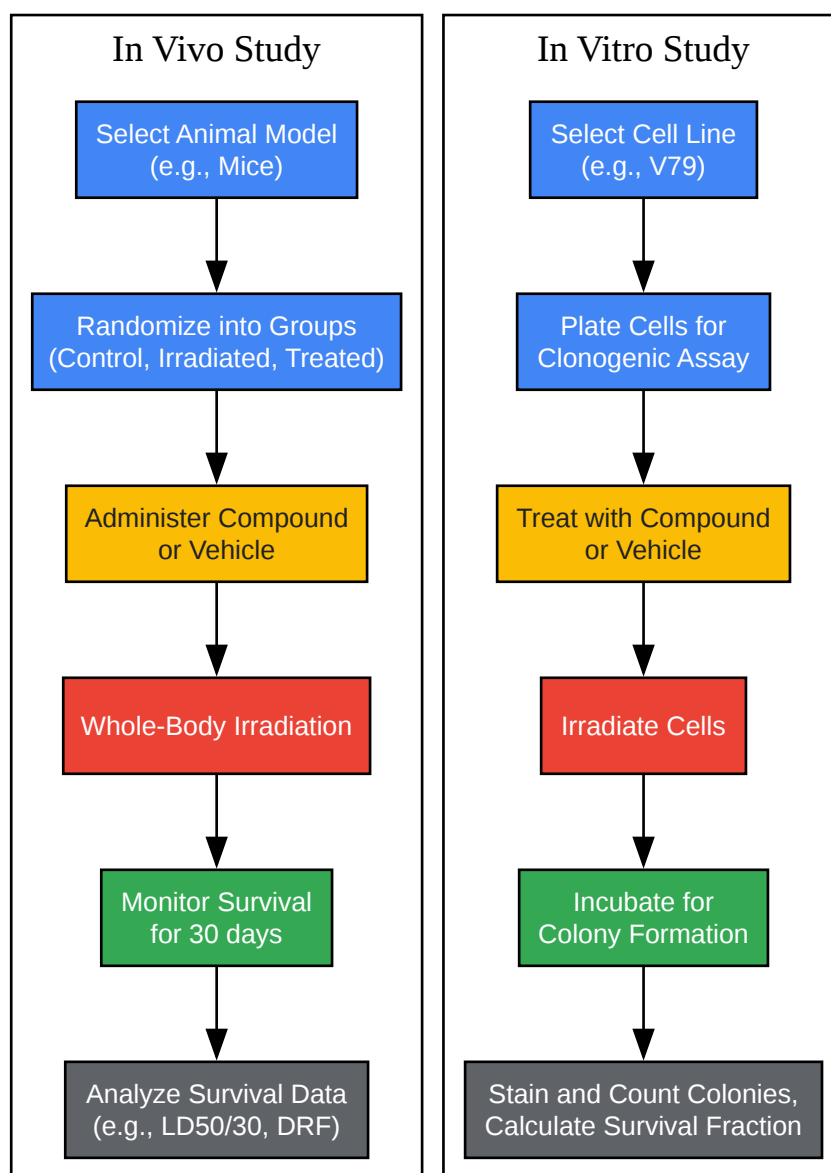 In Vivo Study
Select Animal Model
(e.g., Mice)
Randomize into Groups
(Control, Irradiated, Treated)
Administer Compound
or Vehicle
Whole-Body Irradiation
Monitor Survival
for 30 days
Analyze Survival Data
(e.g., LD50/30, DRF)
In Vitro Study
Select Cell Line
(e.g., V79)
Plate Cells for
Clonogenic Assay
Treat with Compound
or Vehicle
Irradiate Cells
Incubate for
Colony Formation
Stain and Count Colonies,
Calculate Survival Fraction